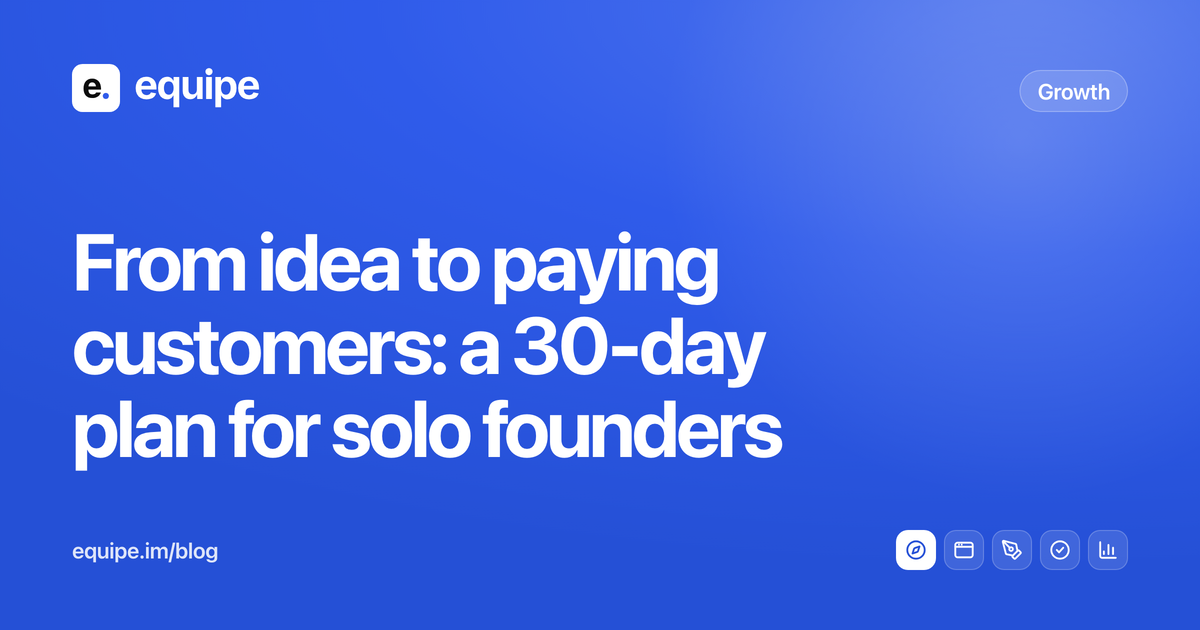 e. equipe
Growth
From idea to paying
customers: a 30-day
plan for solo founders
equipe.im/blog